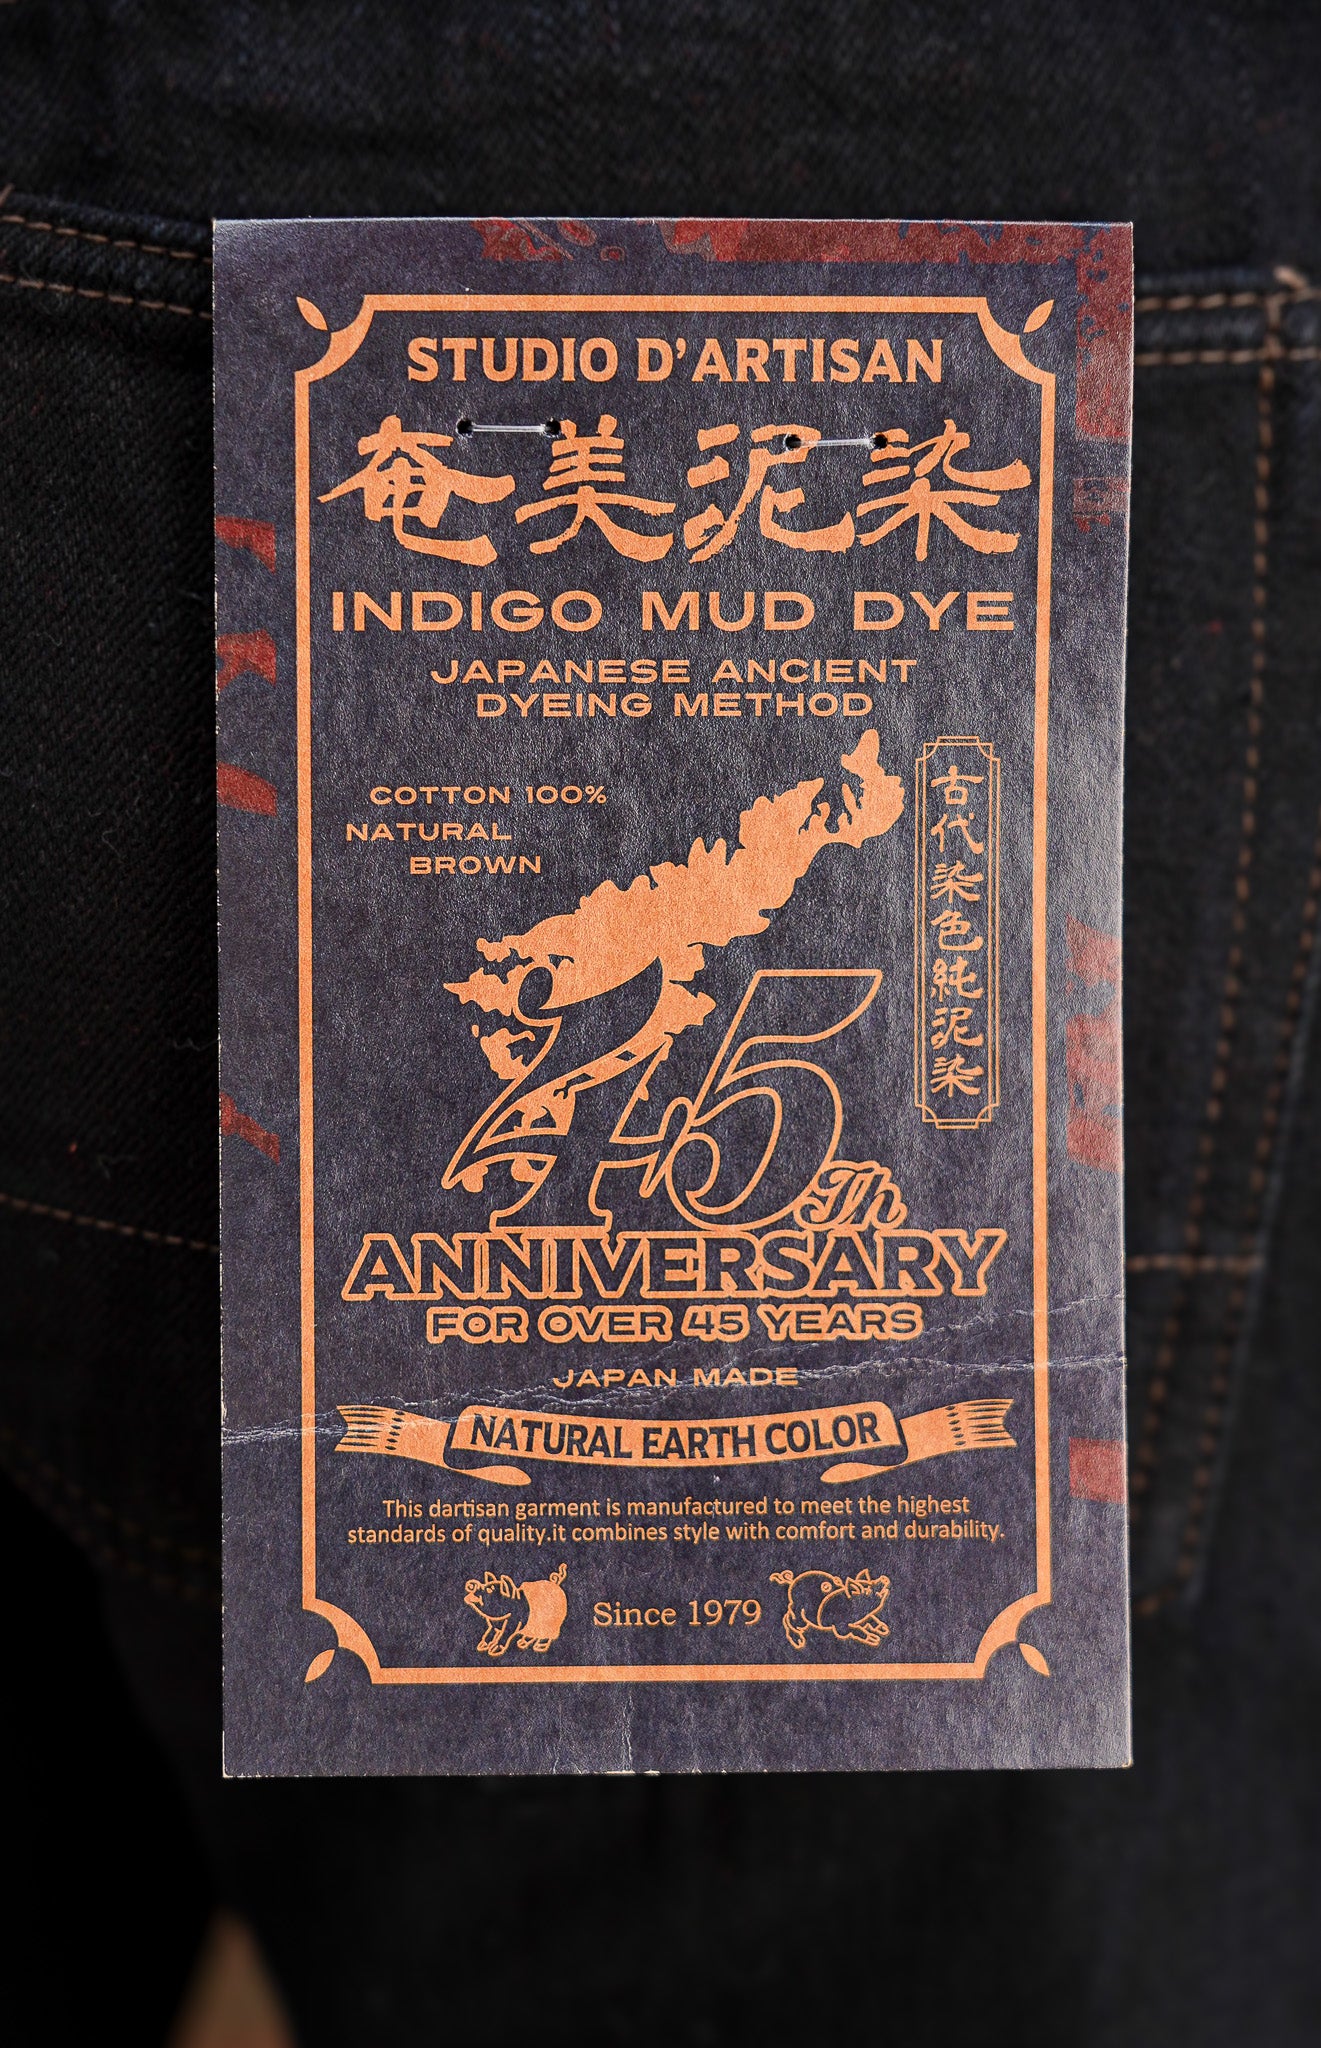 STUDIO D'ARTISAN
奄美泥染
INDIGO MUD DYE
JAPANESE ANCIENT
DYEING METHOD
COTTON 100%
NATURAL
BROWN
古代染色純泥染
45th
ANNIVERSARY
FOR OVER 45 YEARS
JAPAN MADE
NATURAL EARTH COLOR
This dartisan garment is manufactured to meet the highest
standards of quality.it combines style with comfort and durability.
Since 1979